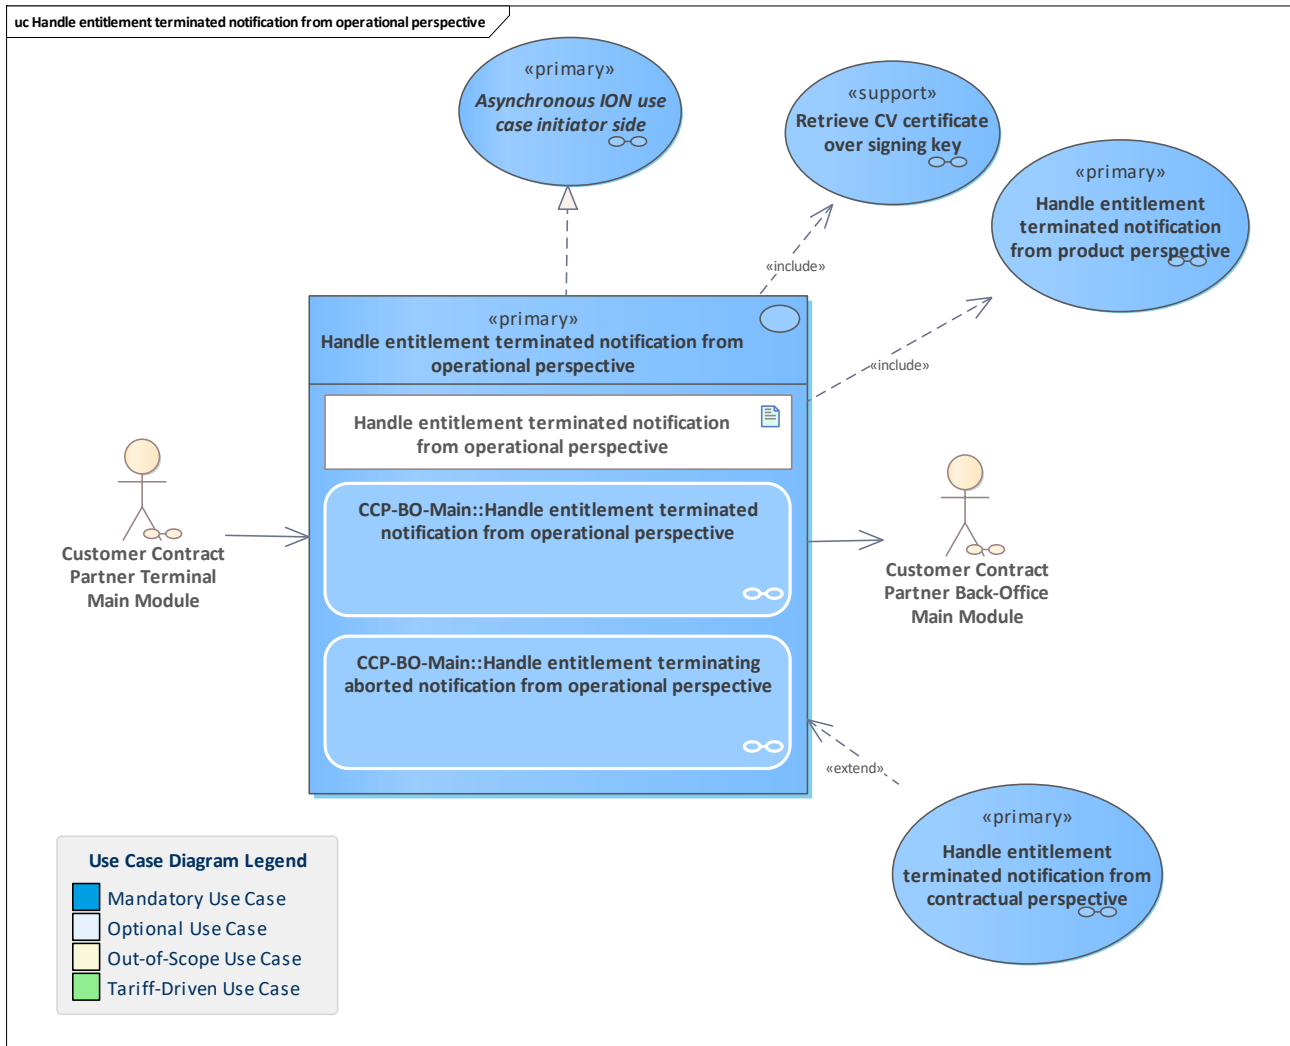 uc Handle entitlement terminated notification from operational perspective
«primary»
Asynchronous ION use
case initiator side
«support»
Retrieve CV certificate
over signing key
«primary»
Handle entitlement
terminated notification
from product perspective
«include»
«include»
«primary»
Handle entitlement terminated notification from
operational perspective
Handle entitlement terminated notification
from operational perspective
CCP-BO-Main::Handle entitlement terminated
notification from operational perspective
CCP-BO-Main::Handle entitlement terminating
aborted notification from operational perspective
Customer Contract
Partner Terminal
Main Module
Customer Contract
Partner Back-Office
Main Module
«extend»
«primary»
Handle entitlement
terminated notification from
contractual perspective
Use Case Diagram Legend
Mandatory Use Case
Optional Use Case
Out-of-Scope Use Case
Tariff-Driven Use Case